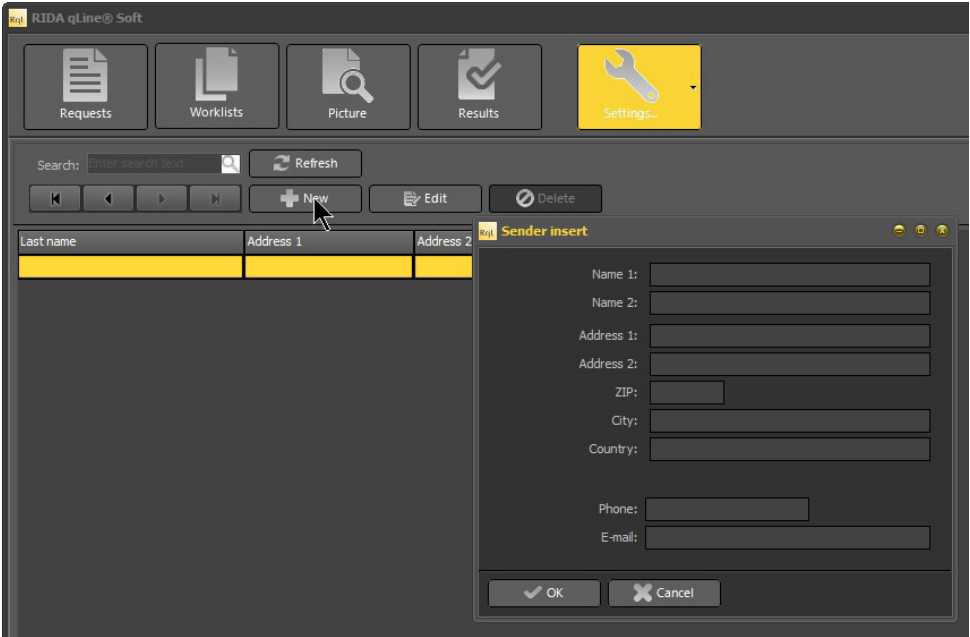 Rqt RIDA qLine® Soft
Requests Worklists Picture Results Settings...
Search: Enter search text Refresh
New Edit Delete
Last name Address 1 Address 2
Rqt Sender insert
Name 1:
Name 2:
Address 1:
Address 2:
ZIP:
City:
Country:
Phone:
E-mail:
OK Cancel